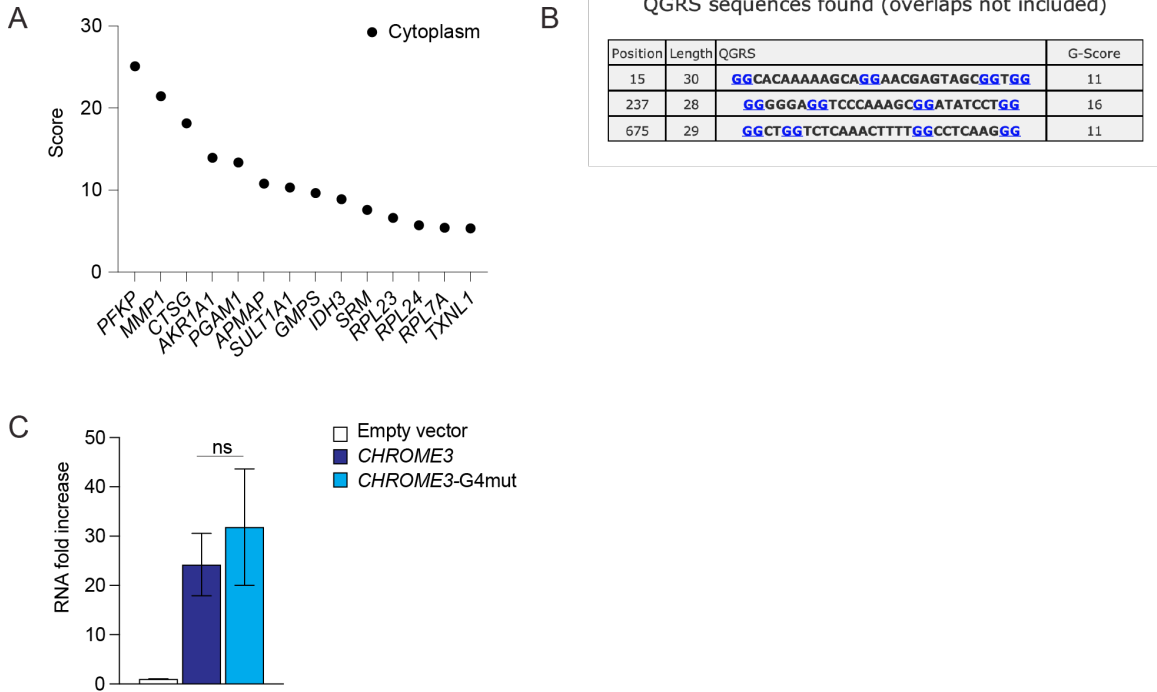 A
30
20
10
0
Score
Cytoplasm
PFKP
MMP1
CTSG
AKR1A1
PGAM1
APMAP
SULT1A1
GMPS
IDH3
SRM
RPL23
RPL24
RPL7A
TXNL1
B
QGRS sequences found (overlaps not included)
Position Length QGRS G-Score
15 30 GGCACAAAAAGCAGGAACGAGTAGCGGTGG 11
237 28 GGGGGAGGTCCCAAAGCGGATATCCTGG 16
675 29 GGCTGGTCTCAAACTTTTGGCCTCAAGGG 11
C
50
40
30
20
10
0
RNA fold increase
ns
Empty vector
CHROME3
CHROME3-G4mut